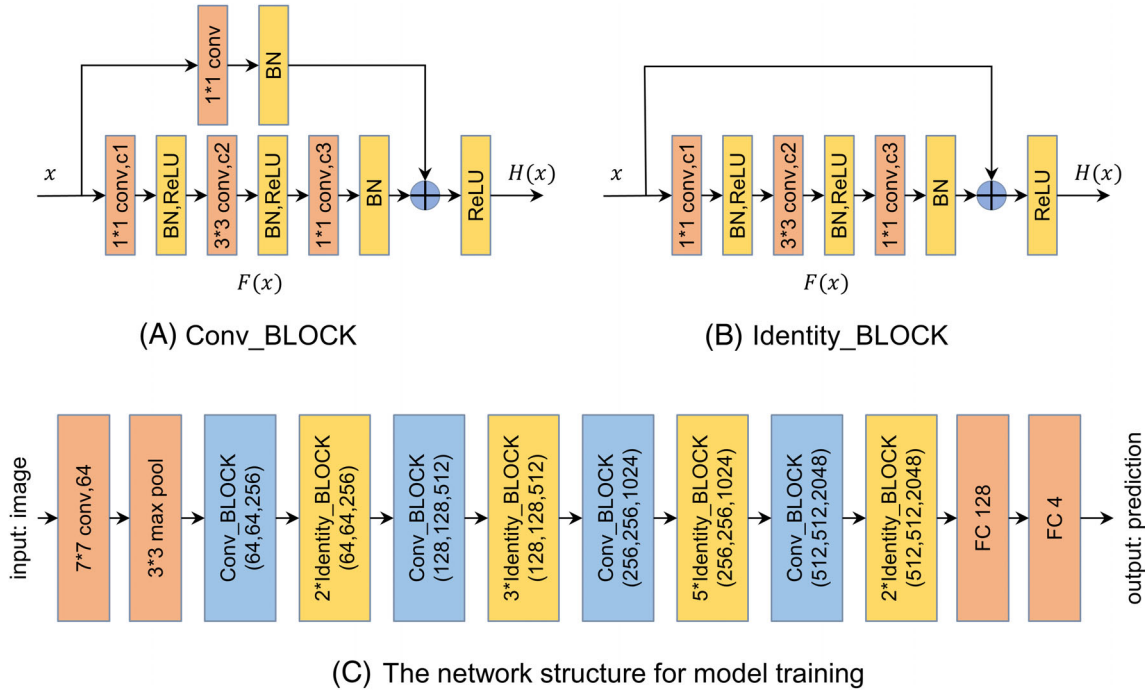 1*1 conv
BN
x
1*1 conv,c1
BN,ReLU
3*3 conv,c2
BN,ReLU
1*1 conv,c3
BN
ReLU
H(x)
F(x)
(A) Conv_BLOCK
x
1*1 conv,c1
BN,ReLU
3*3 conv,c2
BN,ReLU
1*1 conv,c3
BN
ReLU
H(x)
F(x)
(B) Identity_BLOCK
input: image
7*7 conv,64
3*3 max pool
Conv_BLOCK
(64,64,256)
2*Identity_BLOCK
(64,64,256)
Conv_BLOCK
(128,128,512)
3*Identity_BLOCK
(128,128,512)
Conv_BLOCK
(256,256,1024)
5*Identity_BLOCK
(256,256,1024)
Conv_BLOCK
(512,512,2048)
2*Identity_BLOCK
(512,512,2048)
FC 128
FC 4
output: prediction
(C) The network structure for model training